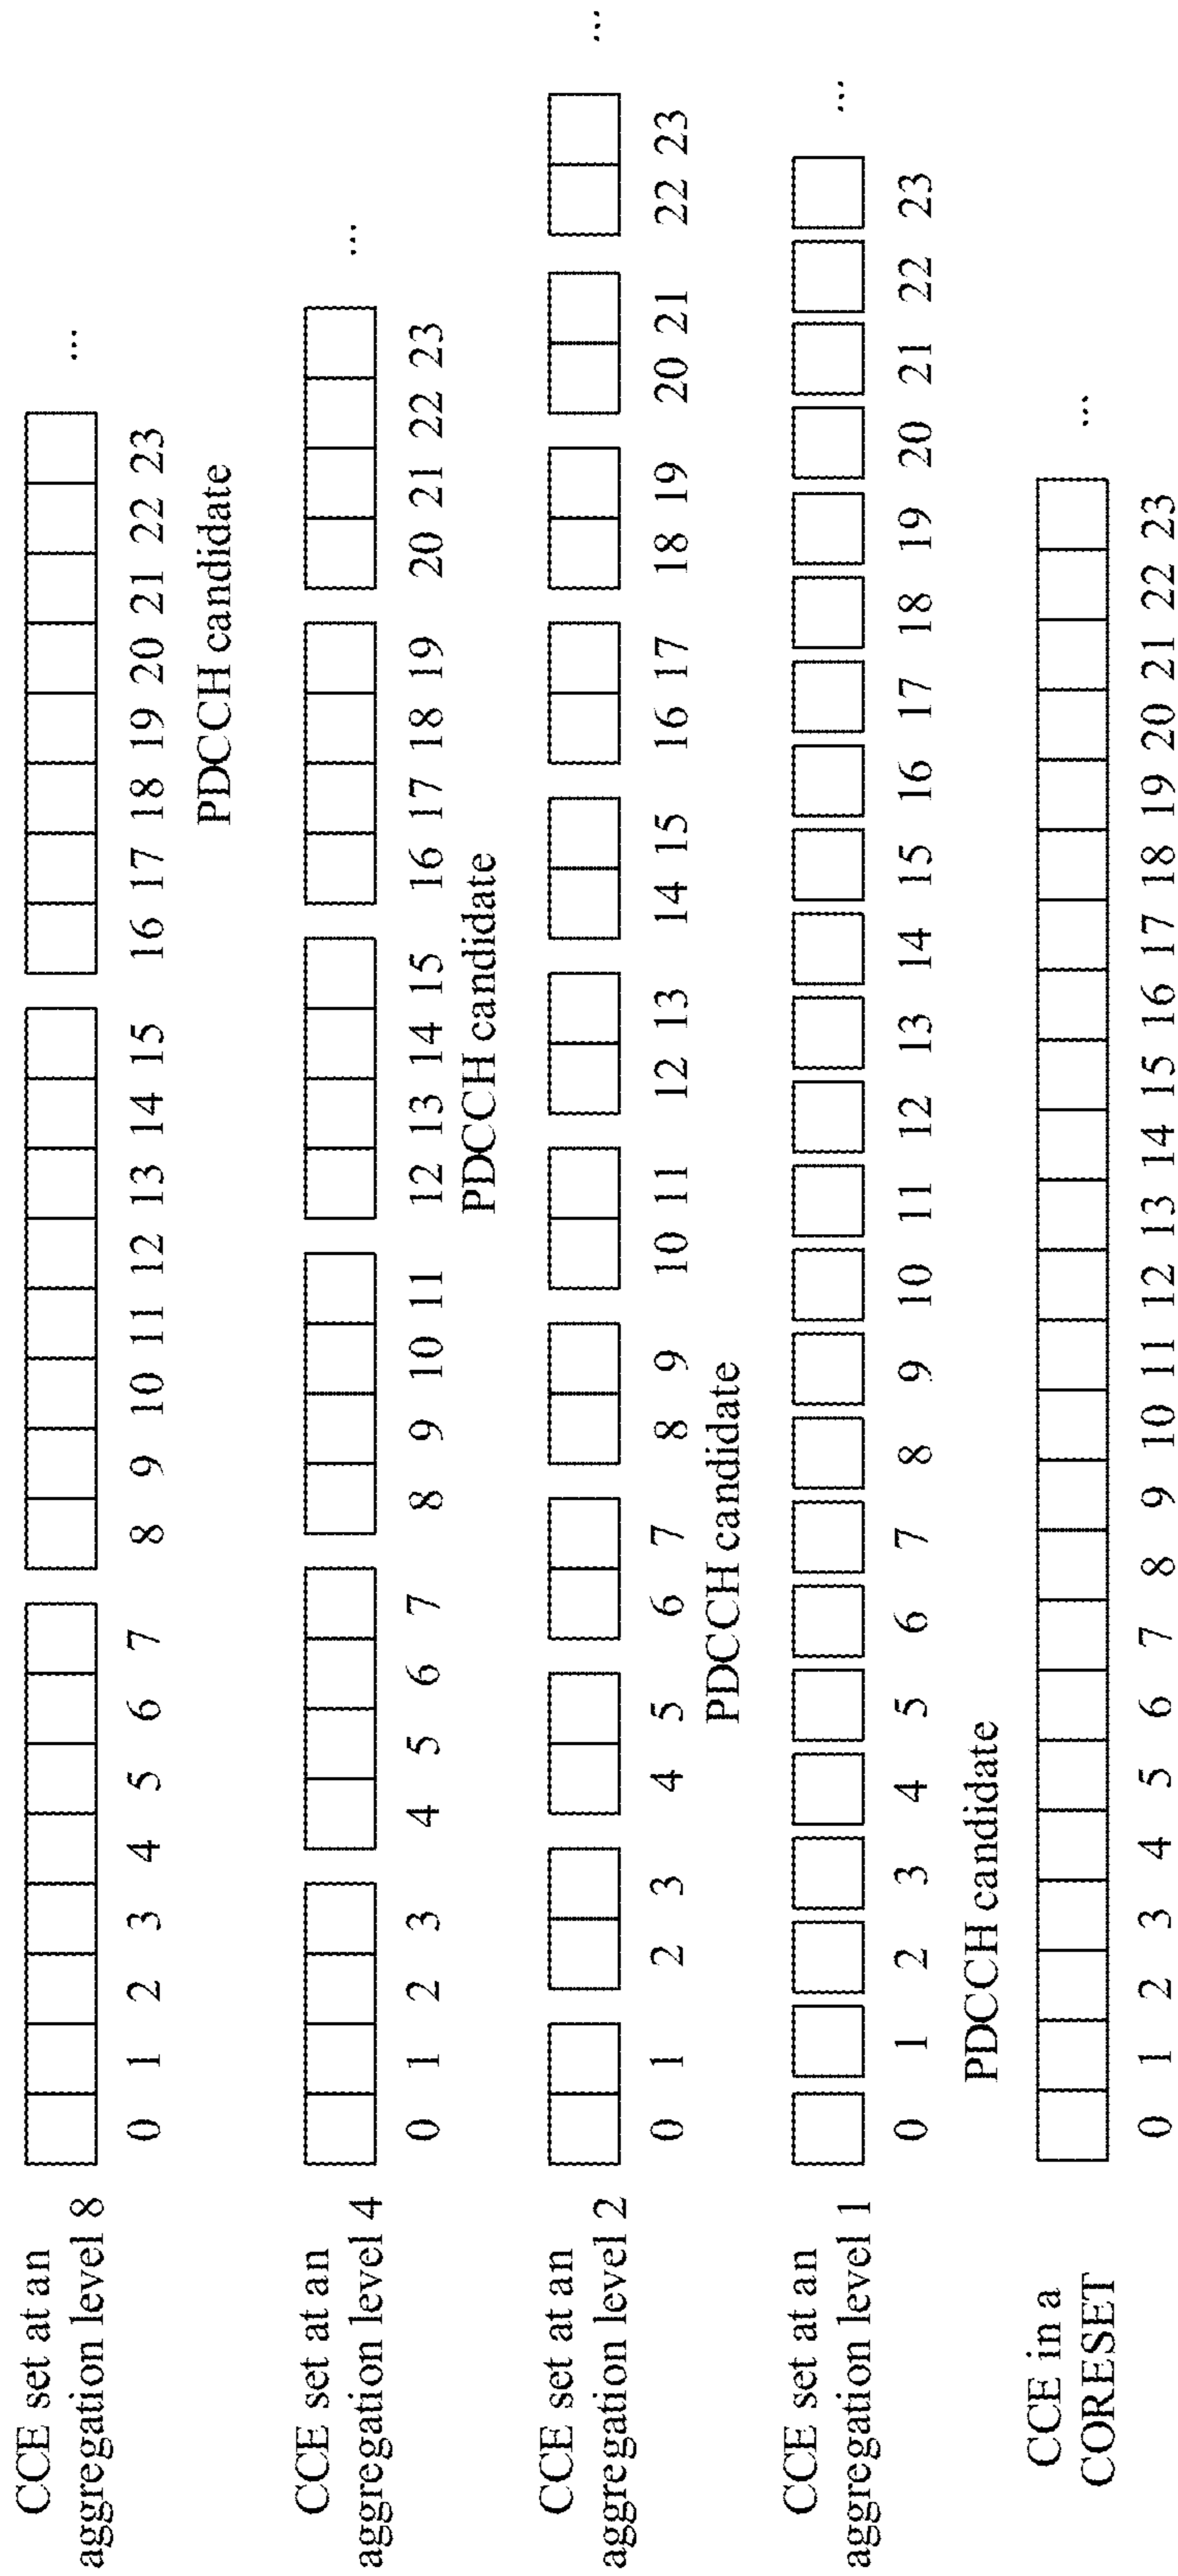 CCE set at an
aggregation level 8
0 1 2 3 4 5 6 7 8 9 10 11 12 13 14 15 16 17 18 19 20 21 22 23 ...
PDCCH candidate
CCE set at an
aggregation level 4
0 1 2 3 4 5 6 7 8 9 10 11 12 13 14 15 16 17 18 19 20 21 22 23 ...
PDCCH candidate
CCE set at an
aggregation level 2
0 1 2 3 4 5 6 7 8 9 10 11 12 13 14 15 16 17 18 19 20 21 22 23 ...
PDCCH candidate
CCE set at an
aggregation level 1
0 1 2 3 4 5 6 7 8 9 10 11 12 13 14 15 16 17 18 19 20 21 22 23 ...
PDCCH candidate
CCE in a
CORESET
0 1 2 3 4 5 6 7 8 9 10 11 12 13 14 15 16 17 18 19 20 21 22 23 ...